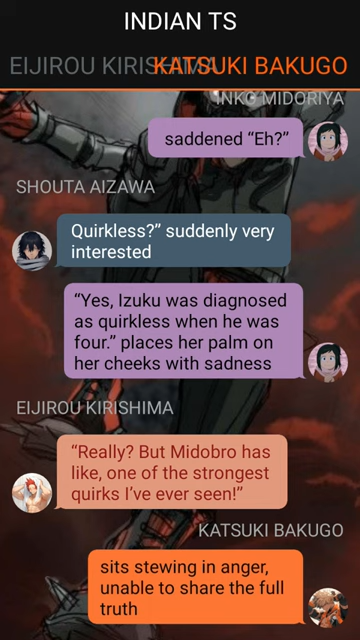 INDIAN TS
EIJIROU KIRISHIMA KATSUKI BAKUGO
INKO MIDORIYA
saddened “Eh?”
SHOUTA AIZAWA
Quirkless?” suddenly very
interested
“Yes, Izuku was diagnosed
as quirkless when he was
four.” places her palm on
her cheeks with sadness
EIJIROU KIRISHIMA
“Really? But Midobro has
like, one of the strongest
quirks I’ve ever seen!”
KATSUKI BAKUGO
sits stewing in anger,
unable to share the full
truth